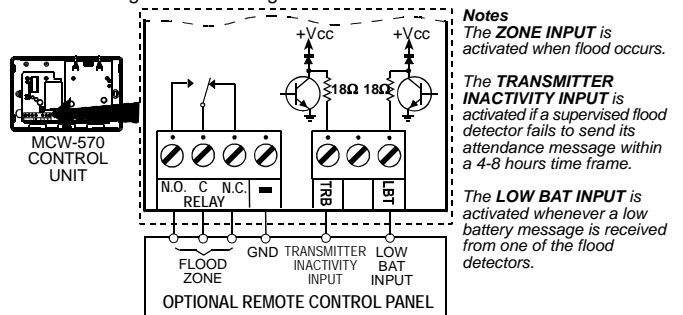 +Vcc +Vcc
18Ω 18Ω
MCW-570
CONTROL
UNIT
N.O. C N.C.
RELAY
TRB LBT
FLOOD
ZONE
GND
TRANSMITTER
INACTIVITY
INPUT
LOW
BAT
INPUT
OPTIONAL REMOTE CONTROL PANEL
Notes
The ZONE INPUT is
activated when flood occurs.
The TRANSMITTER
INACTIVITY INPUT is
activated if a supervised flood
detector fails to send its
attendance message within
a 4-8 hours time frame.
The LOW BAT INPUT is
activated whenever a low
battery message is received
from one of the flood
detectors.